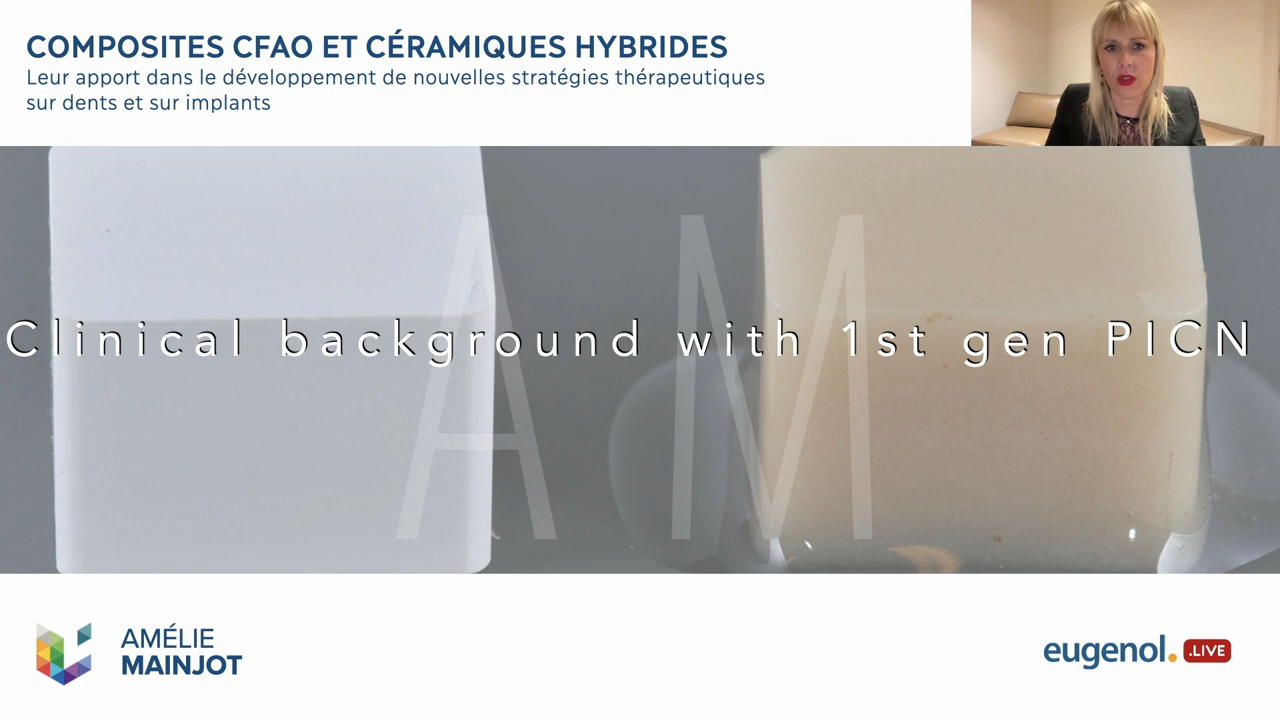 COMPOSITES CFAO ET CÉRAMIQUES HYBRIDES
Leur apport dans le développement de nouvelles stratégies thérapeutiques
sur dents et sur implants
A M
Clinical background with 1st gen PICN
AMÉLIE
MAINJOT
eugenol.
.LIVE